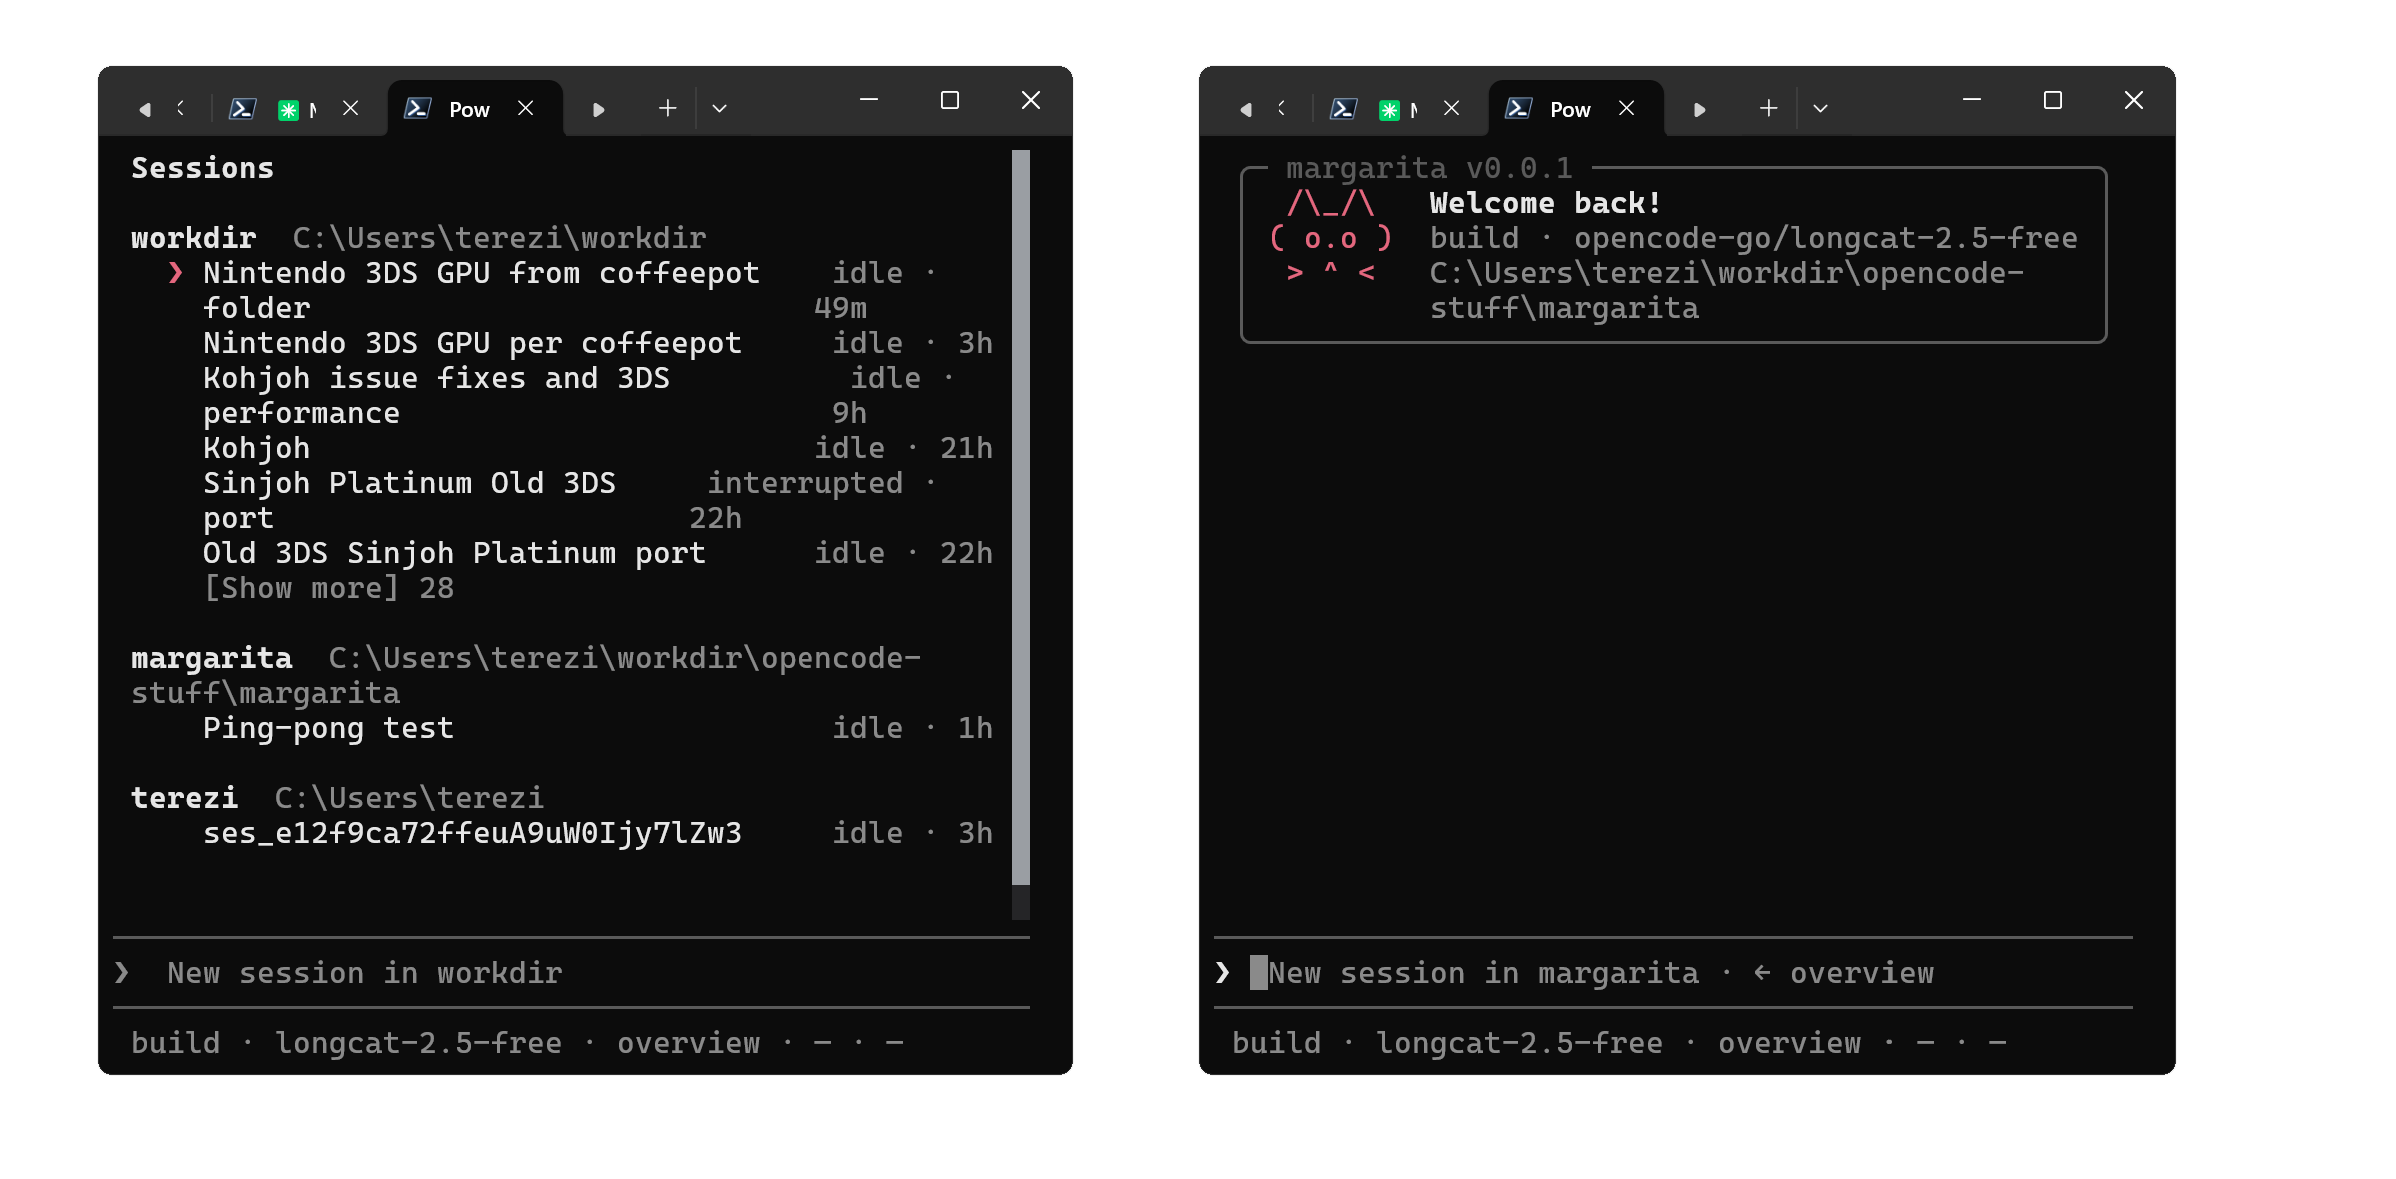 Pow
Sessions
workdir  C:\Users\terezi\workdir
❯ Nintendo 3DS GPU from coffeepot idle ·
folder 49m
Nintendo 3DS GPU per coffeepot idle · 3h
Kohjoh issue fixes and 3DS idle ·
performance 9h
Kohjoh idle · 21h
Sinjoh Platinum Old 3DS interrupted ·
port 22h
Old 3DS Sinjoh Platinum port idle · 22h
[Show more] 28
margarita  C:\Users\terezi\workdir\opencode-
stuff\margarita
Ping-pong test idle · 1h
terezi  C:\Users\terezi
ses_e12f9ca72ffeuA9uW0Ijy7lZw3 idle · 3h
❯ New session in workdir
build · longcat-2.5-free · overview · — · —
Pow
margarita v0.0.1
/\_/\ Welcome back!
( o.o ) build · opencode-go/longcat-2.5-free
> ^ < C:\Users\terezi\workdir\opencode-
stuff\margarita
❯ New session in margarita · ← overview
build · longcat-2.5-free · overview · — · —